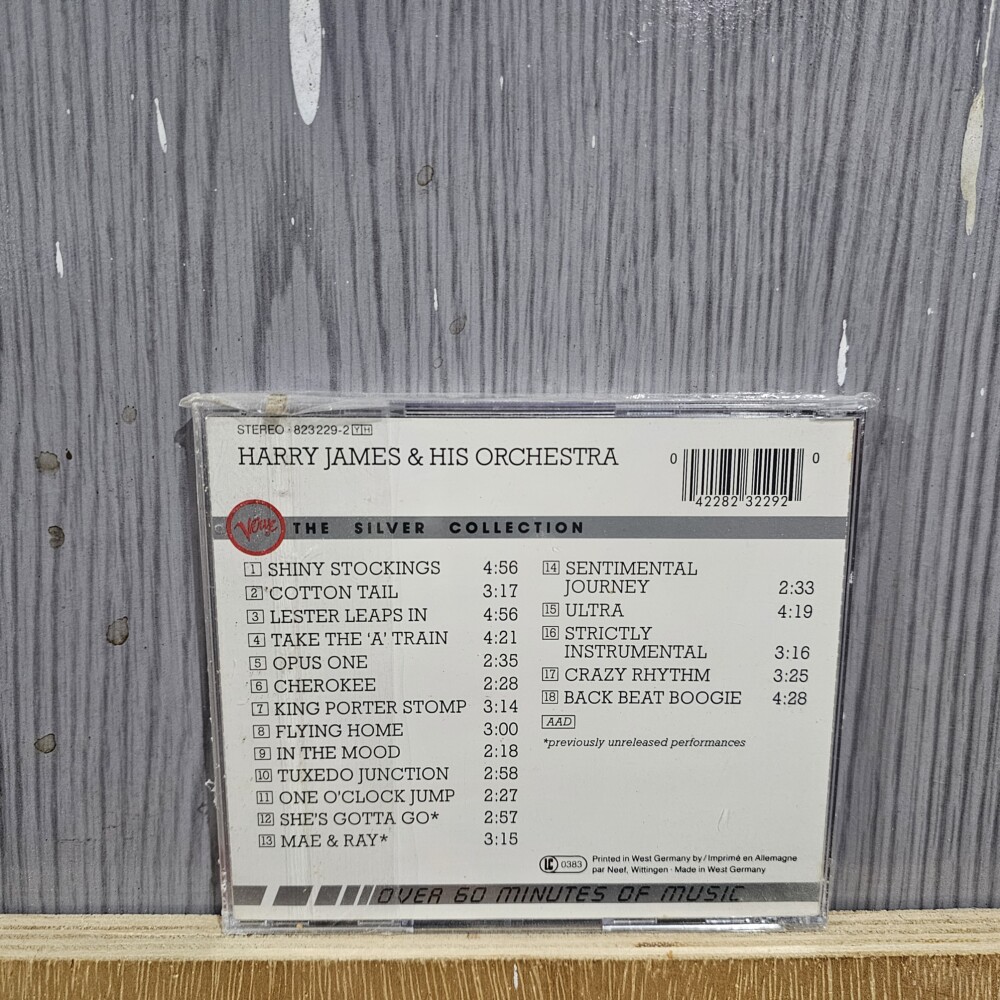 STEREO · 823 229-2 YH
HARRY JAMES & HIS ORCHESTRA
0 42282 32292 0
Verve THE SILVER COLLECTION
1 SHINY STOCKINGS 4:56
2 COTTON TAIL 3:17
3 LESTER LEAPS IN 4:56
4 TAKE THE 'A' TRAIN 4:21
5 OPUS ONE 2:35
6 CHEROKEE 2:28
7 KING PORTER STOMP 3:14
8 FLYING HOME 3:00
9 IN THE MOOD 2:18
10 TUXEDO JUNCTION 2:58
11 ONE O'CLOCK JUMP 2:27
12 SHE'S GOTTA GO* 2:57
13 MAE & RAY* 3:15
14 SENTIMENTAL
JOURNEY 2:33
15 ULTRA 4:19
16 STRICTLY
INSTRUMENTAL 3:16
17 CRAZY RHYTHM 3:25
18 BACK BEAT BOOGIE 4:28
AAD
*previously unreleased performances
LC 0383
Printed in West Germany by / Imprimé en Allemagne
par Neef, Wittingen · Made in West Germany
OVER 60 MINUTES OF MUSIC